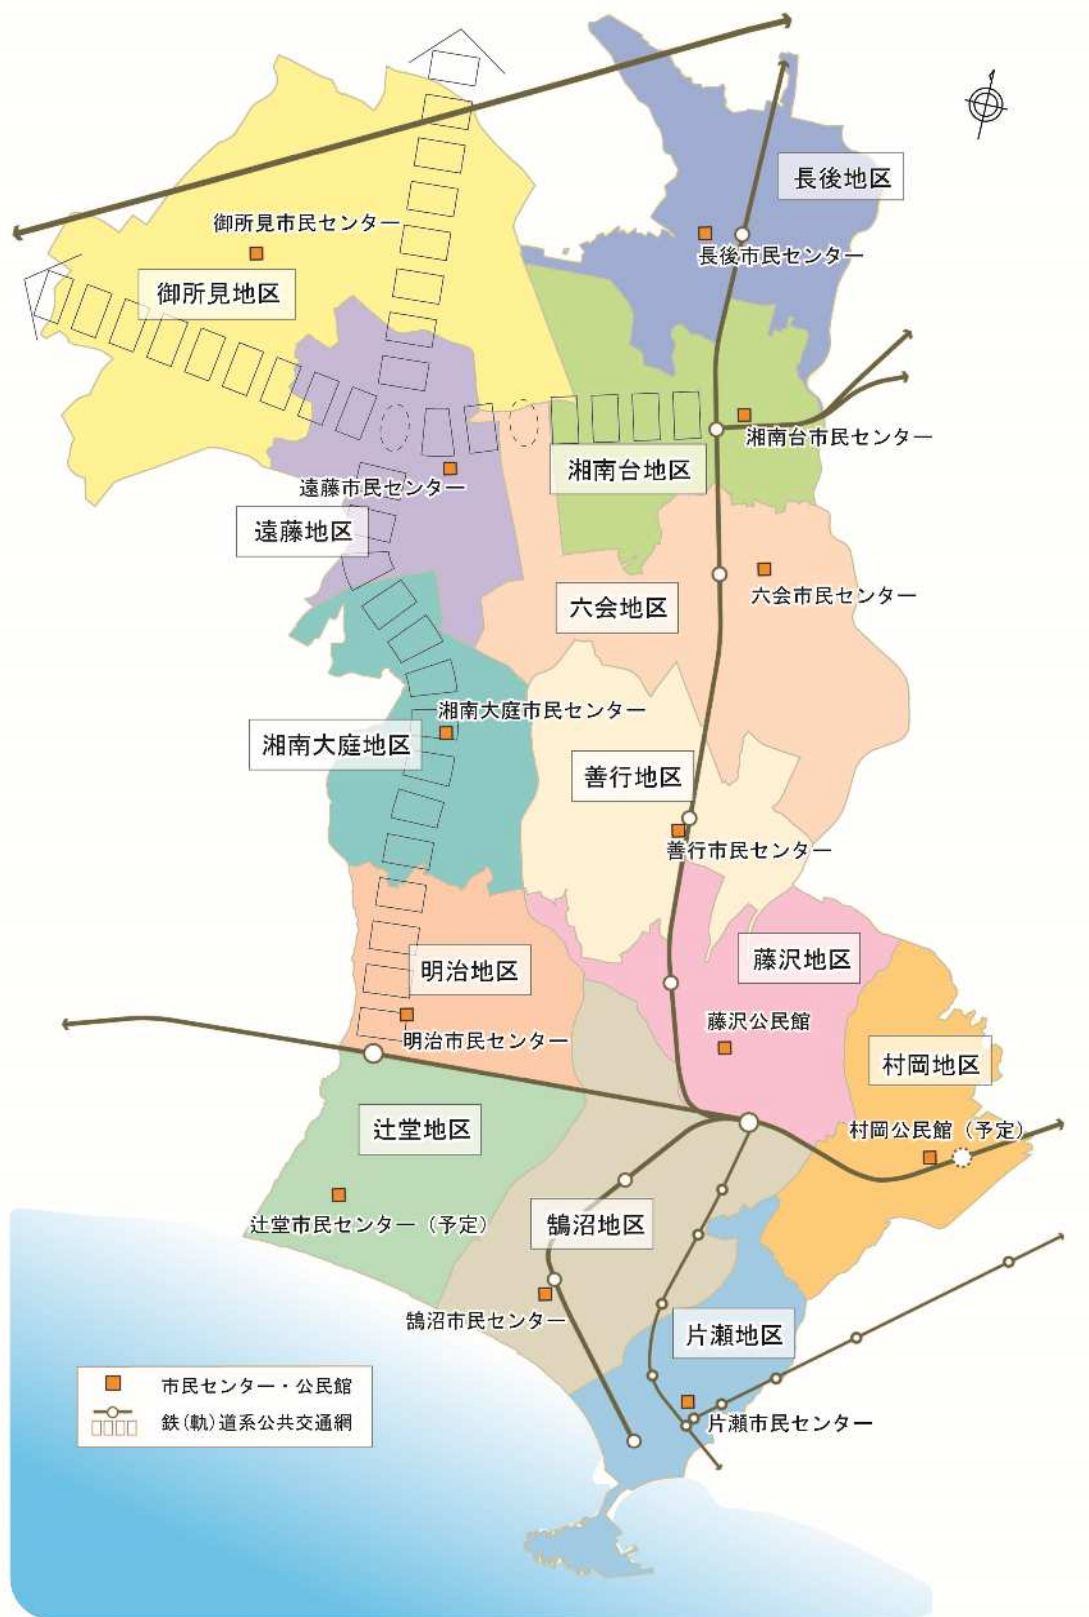 長後地区
御所見市民センター
長後市民センター
御所見地区
湘南台市民センター
湘南台地区
遠藤市民センター
遠藤地区
六会地区
六会市民センター
湘南大庭市民センター
湘南大庭地区
善行地区
善行市民センター
藤沢地区
明治地区
藤沢公民館
明治市民センター
村岡地区
辻堂地区
村岡公民館（予定）
辻堂市民センター（予定）
鵠沼地区
鵠沼市民センター
片瀬地区
市民センター・公民館
鉄(軌)道系公共交通網
片瀬市民センター